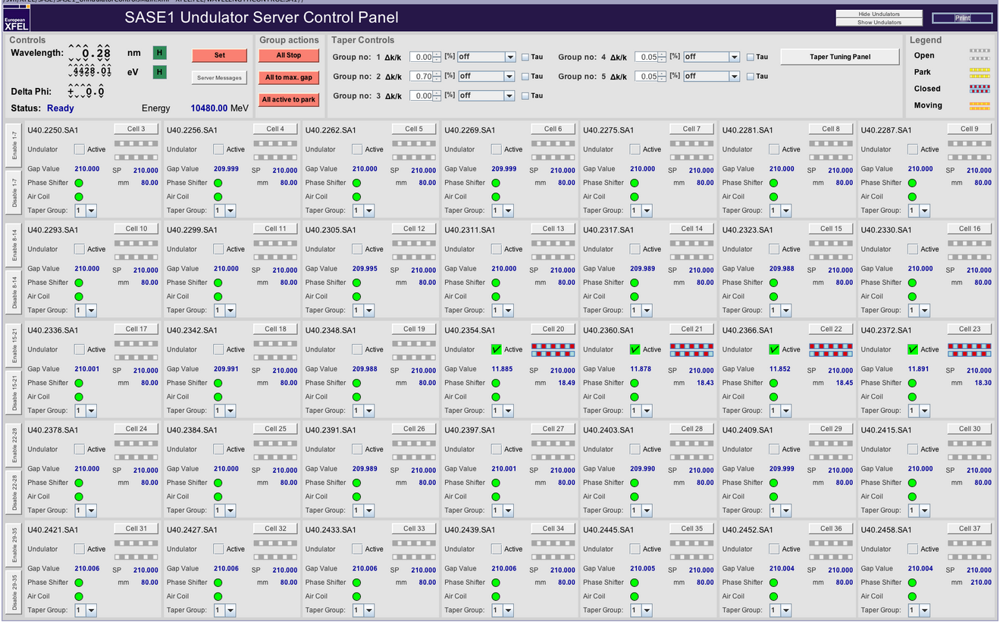 SASE1 Undulator Server Control Panel
European
XFEL
Hide Undulators
Show Undulators
Print
Controls
Wavelength: 0.28 nm H
4428.01 eV H
Delta Phi: + 0.0
Status: Ready Energy 10480.00 MeV
Set
Server Messages
Group actions
All Stop
All to max. gap
All active to park
Taper Controls
Group no: 1 Δk/k 0.00 [%] off Tau
Group no: 2 Δk/k 0.70 [%] off Tau
Group no: 3 Δk/k 0.00 [%] off Tau
Group no: 4 Δk/k 0.05 [%] off Tau
Group no: 5 Δk/k 0.05 [%] off Tau
Taper Tuning Panel
Legend
Open
Park
Closed
Moving
Enable 1-7
Disable 1-7
U40.2250.SA1 Cell 3
Undulator Active
Gap Value 210.000 SP 210.000
Phase Shifter mm 80.00
Air Coil
Taper Group: 1
U40.2256.SA1 Cell 4
Undulator Active
Gap Value 209.999 SP 210.000
Phase Shifter mm 80.00
Air Coil
Taper Group: 1
U40.2262.SA1 Cell 5
Undulator Active
Gap Value 210.000 SP 210.000
Phase Shifter mm 80.00
Air Coil
Taper Group: 1
U40.2269.SA1 Cell 6
Undulator Active
Gap Value 209.999 SP 210.000
Phase Shifter mm 80.00
Air Coil
Taper Group: 1
U40.2275.SA1 Cell 7
Undulator Active
Gap Value 210.000 SP 210.000
Phase Shifter mm 80.00
Air Coil
Taper Group: 1
U40.2281.SA1 Cell 8
Undulator Active
Gap Value 210.000 SP 210.000
Phase Shifter mm 80.00
Air Coil
Taper Group: 1
U40.2287.SA1 Cell 9
Undulator Active
Gap Value 210.000 SP 210.000
Phase Shifter mm 80.00
Air Coil
Taper Group: 1
Enable 8-14
Disable 8-14
U40.2293.SA1 Cell 10
Undulator Active
Gap Value 210.000 SP 210.000
Phase Shifter mm 80.00
Air Coil
Taper Group: 1
U40.2299.SA1 Cell 11
Undulator Active
Gap Value 210.000 SP 210.000
Phase Shifter mm 80.00
Air Coil
Taper Group: 1
U40.2305.SA1 Cell 12
Undulator Active
Gap Value 209.995 SP 210.000
Phase Shifter mm 80.00
Air Coil
Taper Group: 1
U40.2311.SA1 Cell 13
Undulator Active
Gap Value 210.000 SP 210.000
Phase Shifter mm 80.00
Air Coil
Taper Group: 1
U40.2317.SA1 Cell 14
Undulator Active
Gap Value 209.989 SP 210.000
Phase Shifter mm 80.00
Air Coil
Taper Group: 1
U40.2323.SA1 Cell 15
Undulator Active
Gap Value 209.988 SP 210.000
Phase Shifter mm 80.00
Air Coil
Taper Group: 1
U40.2330.SA1 Cell 16
Undulator Active
Gap Value 210.000 SP 210.000
Phase Shifter mm 80.00
Air Coil
Taper Group: 1
Enable 15-21
Disable 15-21
U40.2336.SA1 Cell 17
Undulator Active
Gap Value 210.001 SP 210.000
Phase Shifter mm 80.00
Air Coil
Taper Group: 1
U40.2342.SA1 Cell 18
Undulator Active
Gap Value 209.991 SP 210.000
Phase Shifter mm 80.00
Air Coil
Taper Group: 1
U40.2348.SA1 Cell 19
Undulator Active
Gap Value 209.988 SP 210.000
Phase Shifter mm 80.00
Air Coil
Taper Group: 1
U40.2354.SA1 Cell 20
Undulator Active
Gap Value 11.885 SP 210.000
Phase Shifter mm 18.49
Air Coil
Taper Group: 1
U40.2360.SA1 Cell 21
Undulator Active
Gap Value 11.878 SP 210.000
Phase Shifter mm 18.43
Air Coil
Taper Group: 1
U40.2366.SA1 Cell 22
Undulator Active
Gap Value 11.852 SP 210.000
Phase Shifter mm 18.45
Air Coil
Taper Group: 1
U40.2372.SA1 Cell 23
Undulator Active
Gap Value 11.891 SP 210.000
Phase Shifter mm 18.30
Air Coil
Taper Group: 1
Enable 22-28
Disable 22-28
U40.2378.SA1 Cell 24
Undulator Active
Gap Value 210.000 SP 210.000
Phase Shifter mm 80.00
Air Coil
Taper Group: 1
U40.2384.SA1 Cell 25
Undulator Active
Gap Value 210.000 SP 210.000
Phase Shifter mm 80.00
Air Coil
Taper Group: 1
U40.2391.SA1 Cell 26
Undulator Active
Gap Value 209.989 SP 210.000
Phase Shifter mm 80.00
Air Coil
Taper Group: 1
U40.2397.SA1 Cell 27
Undulator Active
Gap Value 210.001 SP 210.000
Phase Shifter mm 80.00
Air Coil
Taper Group: 1
U40.2403.SA1 Cell 28
Undulator Active
Gap Value 209.990 SP 210.000
Phase Shifter mm 80.00
Air Coil
Taper Group: 1
U40.2409.SA1 Cell 29
Undulator Active
Gap Value 209.999 SP 210.000
Phase Shifter mm 80.00
Air Coil
Taper Group: 1
U40.2415.SA1 Cell 30
Undulator Active
Gap Value 210.000 SP 210.000
Phase Shifter mm 80.00
Air Coil
Taper Group: 1
Enable 29-35
Disable 29-35
U40.2421.SA1 Cell 31
Undulator Active
Gap Value 210.006 SP 210.000
Phase Shifter mm 80.00
Air Coil
Taper Group: 1
U40.2427.SA1 Cell 32
Undulator Active
Gap Value 210.006 SP 210.000
Phase Shifter mm 80.00
Air Coil
Taper Group: 1
U40.2433.SA1 Cell 33
Undulator Active
Gap Value 210.006 SP 210.000
Phase Shifter mm 80.00
Air Coil
Taper Group: 1
U40.2439.SA1 Cell 34
Undulator Active
Gap Value 210.006 SP 210.000
Phase Shifter mm 80.00
Air Coil
Taper Group: 1
U40.2445.SA1 Cell 35
Undulator Active
Gap Value 210.005 SP 210.000
Phase Shifter mm 80.00
Air Coil
Taper Group: 1
U40.2452.SA1 Cell 36
Undulator Active
Gap Value 210.004 SP 210.000
Phase Shifter mm 80.00
Air Coil
Taper Group: 1
U40.2458.SA1 Cell 37
Undulator Active
Gap Value 210.004 SP 210.000
Phase Shifter mm 210.00
Air Coil
Taper Group: 1